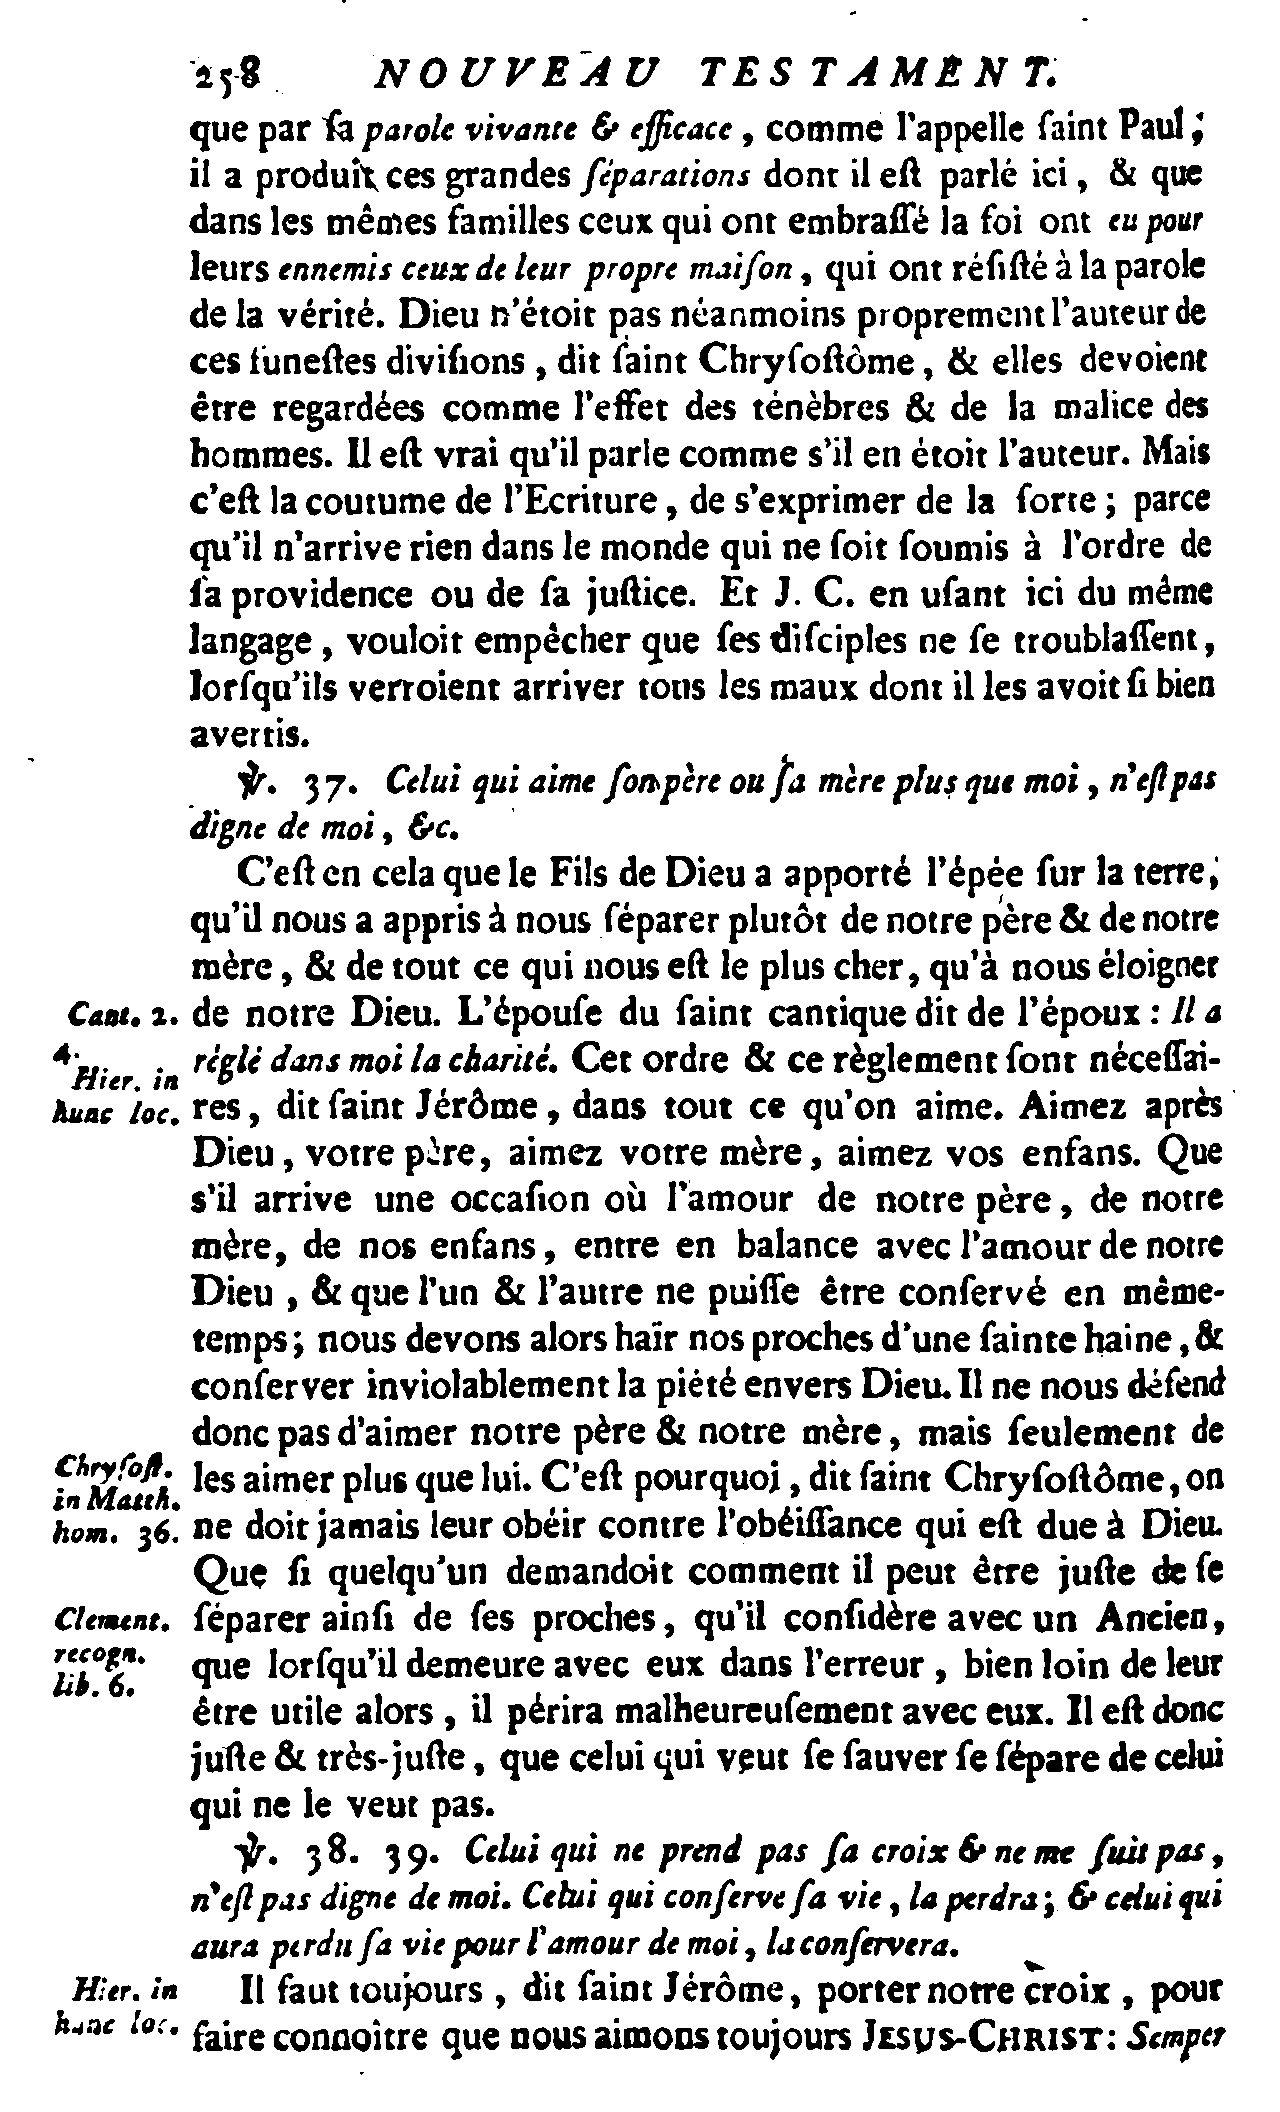 258 NOUVEAU TESTAMENT.
que par ſa parole vivante & efficace, comme l'appelle ſaint Paul;
il a produit ces grandes ſéparations dont il eſt parlé ici, & que
dans les mêmes familles ceux qui ont embraſſé la foi ont eu pour
leurs ennemis ceux de leur propre maiſon, qui ont réſiſté à la parole
de la vérité. Dieu n'étoit pas néanmoins proprement l'auteur de
ces funeſtes diviſions, dit ſaint Chryſoſtôme, & elles devoient
être regardées comme l'effet des ténèbres & de la malice des
hommes. Il eſt vrai qu'il parle comme s'il en étoit l'auteur. Mais
c'eſt la coutume de l'Ecriture, de s'exprimer de la ſorte; parce
qu'il n'arrive rien dans le monde qui ne ſoit ſoumis à l'ordre de
ſa providence ou de ſa juſtice. Et J. C. en uſant ici du même
langage, vouloit empêcher que ſes diſciples ne ſe troublaſſent,
lorſqu'ils verroient arriver tous les maux dont il les avoit ſi bien
avertis.
℣. 37. Celui qui aime ſon père ou ſa mère plus que moi, n'eſt pas
digne de moi, &c.
C'eſt en cela que le Fils de Dieu a apporté l'épée ſur la terre,
qu'il nous a appris à nous ſéparer plutôt de notre père & de notre
mère, & de tout ce qui nous eſt le plus cher, qu'à nous éloigner
Cant. 2. de notre Dieu. L'épouſe du ſaint cantique dit de l'époux: Il a
4. réglé dans moi la charité. Cet ordre & ce règlement ſont néceſſai-
Hier. in
hunc loc. res, dit ſaint Jérôme, dans tout ce qu'on aime. Aimez après
Dieu, votre père, aimez votre mère, aimez vos enfans. Que
s'il arrive une occaſion où l'amour de notre père, de notre
mère, de nos enfans, entre en balance avec l'amour de notre
Dieu, & que l'un & l'autre ne puiſſe être conſervé en même-
temps; nous devons alors haïr nos proches d'une ſainte haine, &
conſerver inviolablement la piété envers Dieu. Il ne nous défend
donc pas d'aimer notre père & notre mère, mais ſeulement de
Chryſoſt. les aimer plus que lui. C'eſt pourquoi, dit ſaint Chryſoſtôme, on
in Matth.
hom. 36. ne doit jamais leur obéir contre l'obéiſſance qui eſt due à Dieu.
Que ſi quelqu'un demandoit comment il peut être juſte de ſe
Clement. ſéparer ainſi de ſes proches, qu'il conſidère avec un Ancien,
recogn. que lorſqu'il demeure avec eux dans l'erreur, bien loin de leur
lib. 6.
être utile alors, il périra malheureuſement avec eux. Il eſt donc
juſte & très-juſte, que celui qui veut ſe ſauver ſe ſépare de celui
qui ne le veut pas.
℣. 38. 39. Celui qui ne prend pas ſa croix & ne me ſuit pas,
n'eſt pas digne de moi. Celui qui conſerve ſa vie, la perdra; & celui qui
aura perdu ſa vie pour l'amour de moi, la conſervera.
Hier. in Il faut toujours, dit ſaint Jérôme, porter notre croix, pour
hunc loc. faire connoître que nous aimons toujours JESUS-CHRIST: Semper